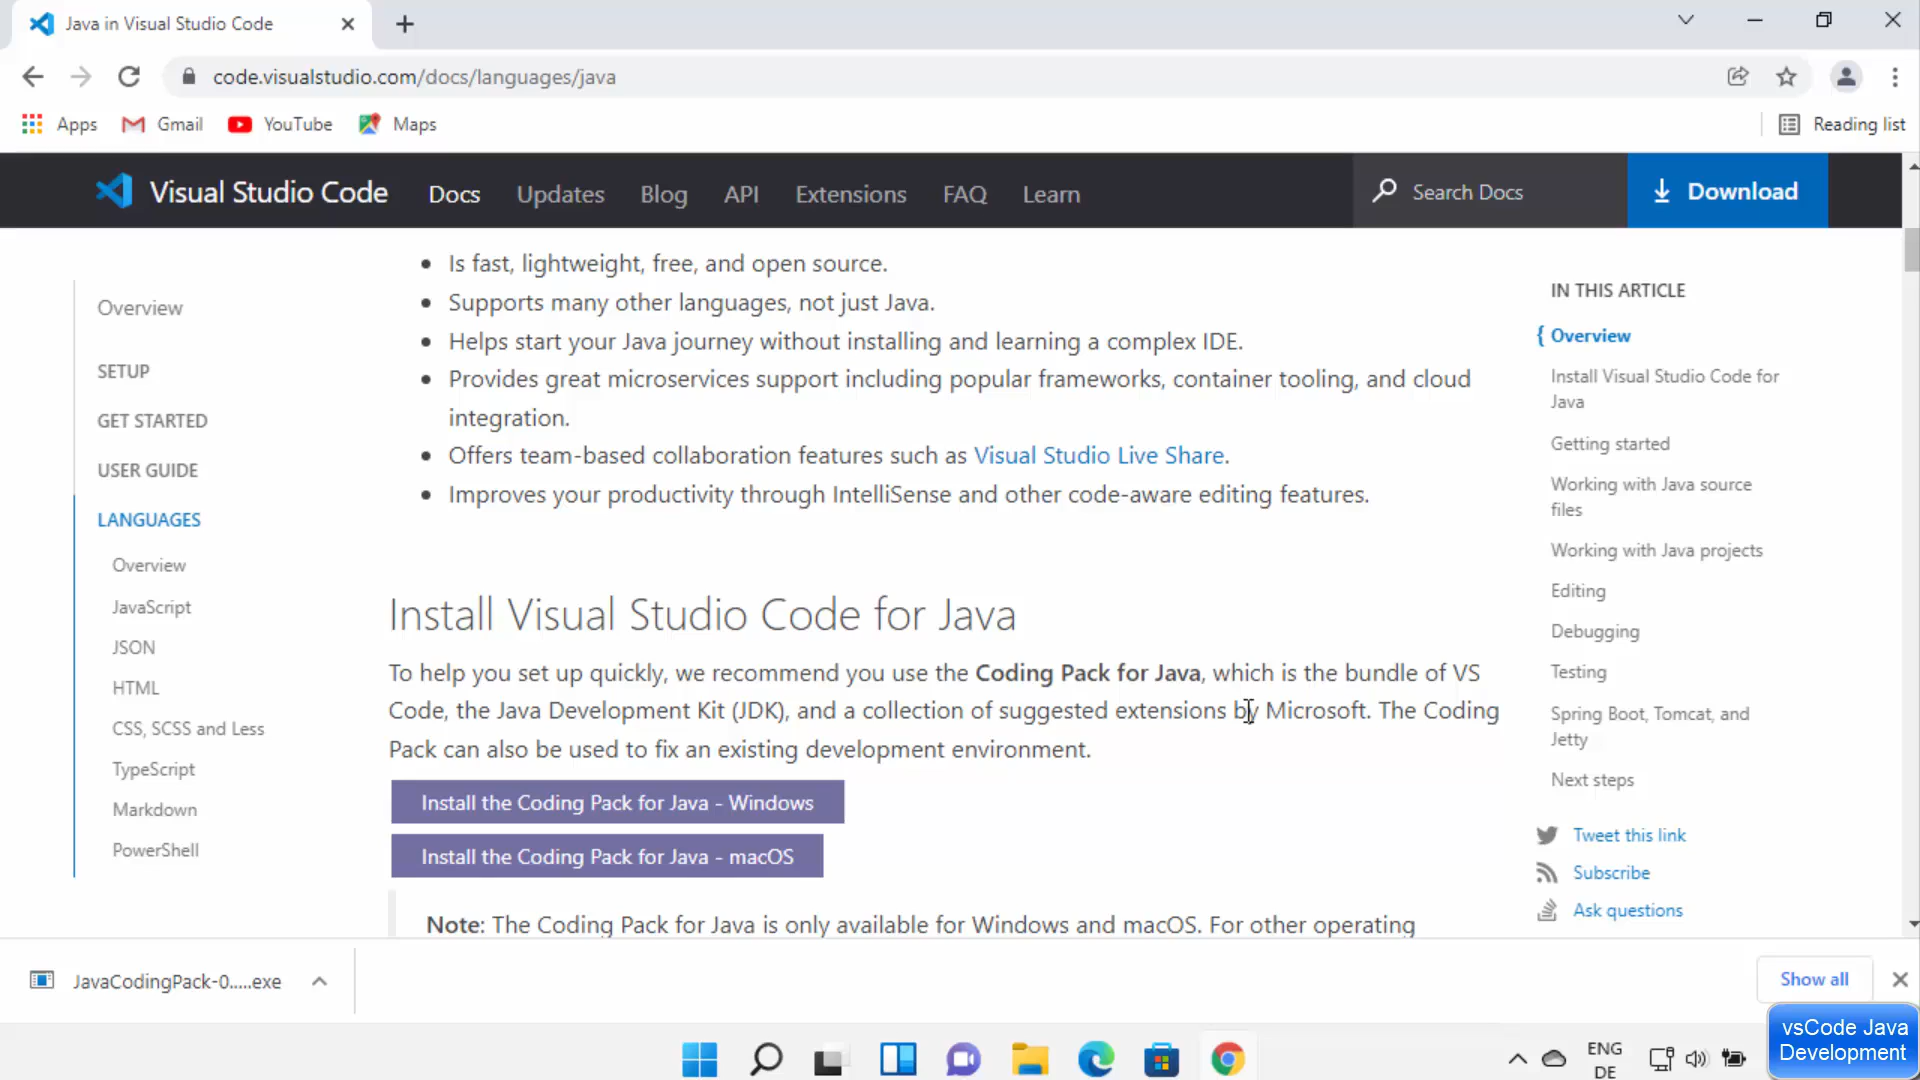 Java in Visual Studio Code
code.visualstudio.com/docs/languages/java
Apps
Gmail
YouTube
Maps
Reading list
Visual Studio Code
Docs
Updates
Blog
API
Extensions
FAQ
Learn
Search Docs
Download
Overview
SETUP
GET STARTED
USER GUIDE
LANGUAGES
Overview
JavaScript
JSON
HTML
CSS, SCSS and Less
TypeScript
Markdown
PowerShell
Is fast, lightweight, free, and open source.
Supports many other languages, not just Java.
Helps start your Java journey without installing and learning a complex IDE.
Provides great microservices support including popular frameworks, container tooling, and cloud
integration.
Offers team-based collaboration features such as Visual Studio Live Share.
Improves your productivity through IntelliSense and other code-aware editing features.
Install Visual Studio Code for Java
To help you set up quickly, we recommend you use the Coding Pack for Java, which is the bundle of VS
Code, the Java Development Kit (JDK), and a collection of suggested extensions by Microsoft. The Coding
Pack can also be used to fix an existing development environment.
Install the Coding Pack for Java - Windows
Install the Coding Pack for Java - macOS
Note: The Coding Pack for Java is only available for Windows and macOS. For other operating
IN THIS ARTICLE
{ Overview
Install Visual Studio Code for
Java
Getting started
Working with Java source
files
Working with Java projects
Editing
Debugging
Testing
Spring Boot, Tomcat, and
Jetty
Next steps
Tweet this link
Subscribe
Ask questions
JavaCodingPack-0.....exe
Show all
ENG
DE
vsCode Java
Development